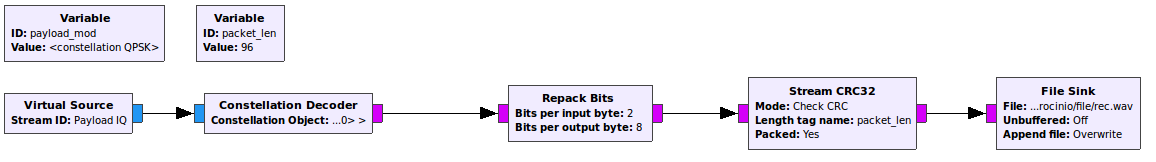 Variable
ID: payload_mod
Value: <constellation QPSK>
Variable
ID: packet_len
Value: 96
Virtual Source
Stream ID: Payload IQ
Constellation Decoder
Constellation Object: ...0> >
Repack Bits
Bits per input byte: 2
Bits per output byte: 8
Stream CRC32
Mode: Check CRC
Length tag name: packet_len
Packed: Yes
File Sink
File: ...rocinio/file/rec.wav
Unbuffered: Off
Append file: Overwrite